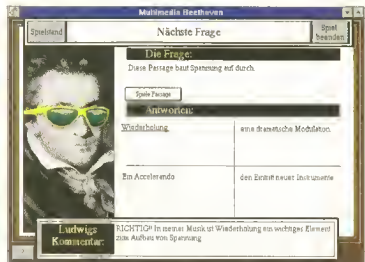 Multimedia Beethoven
Spielstand
Nächste Frage
Spiel beenden
Die Frage:
Diese Passage baut Spannung auf durch.
Spiele Passage
Antworten:
Wiederholung
eine dramatische Modulation
Ein Accelerando
den Eintritt neuer Instrumente
Ludwigs
Kommentar:
RICHTIG! In meiner Musik ist Wiederholung ein wichtiges Element
zum Aufbau von Spannung